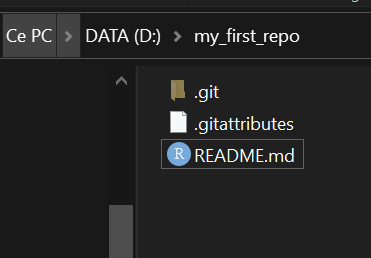 Ce PC > DATA (D:) > my_first_repo
.git
.gitattributes
R README.md